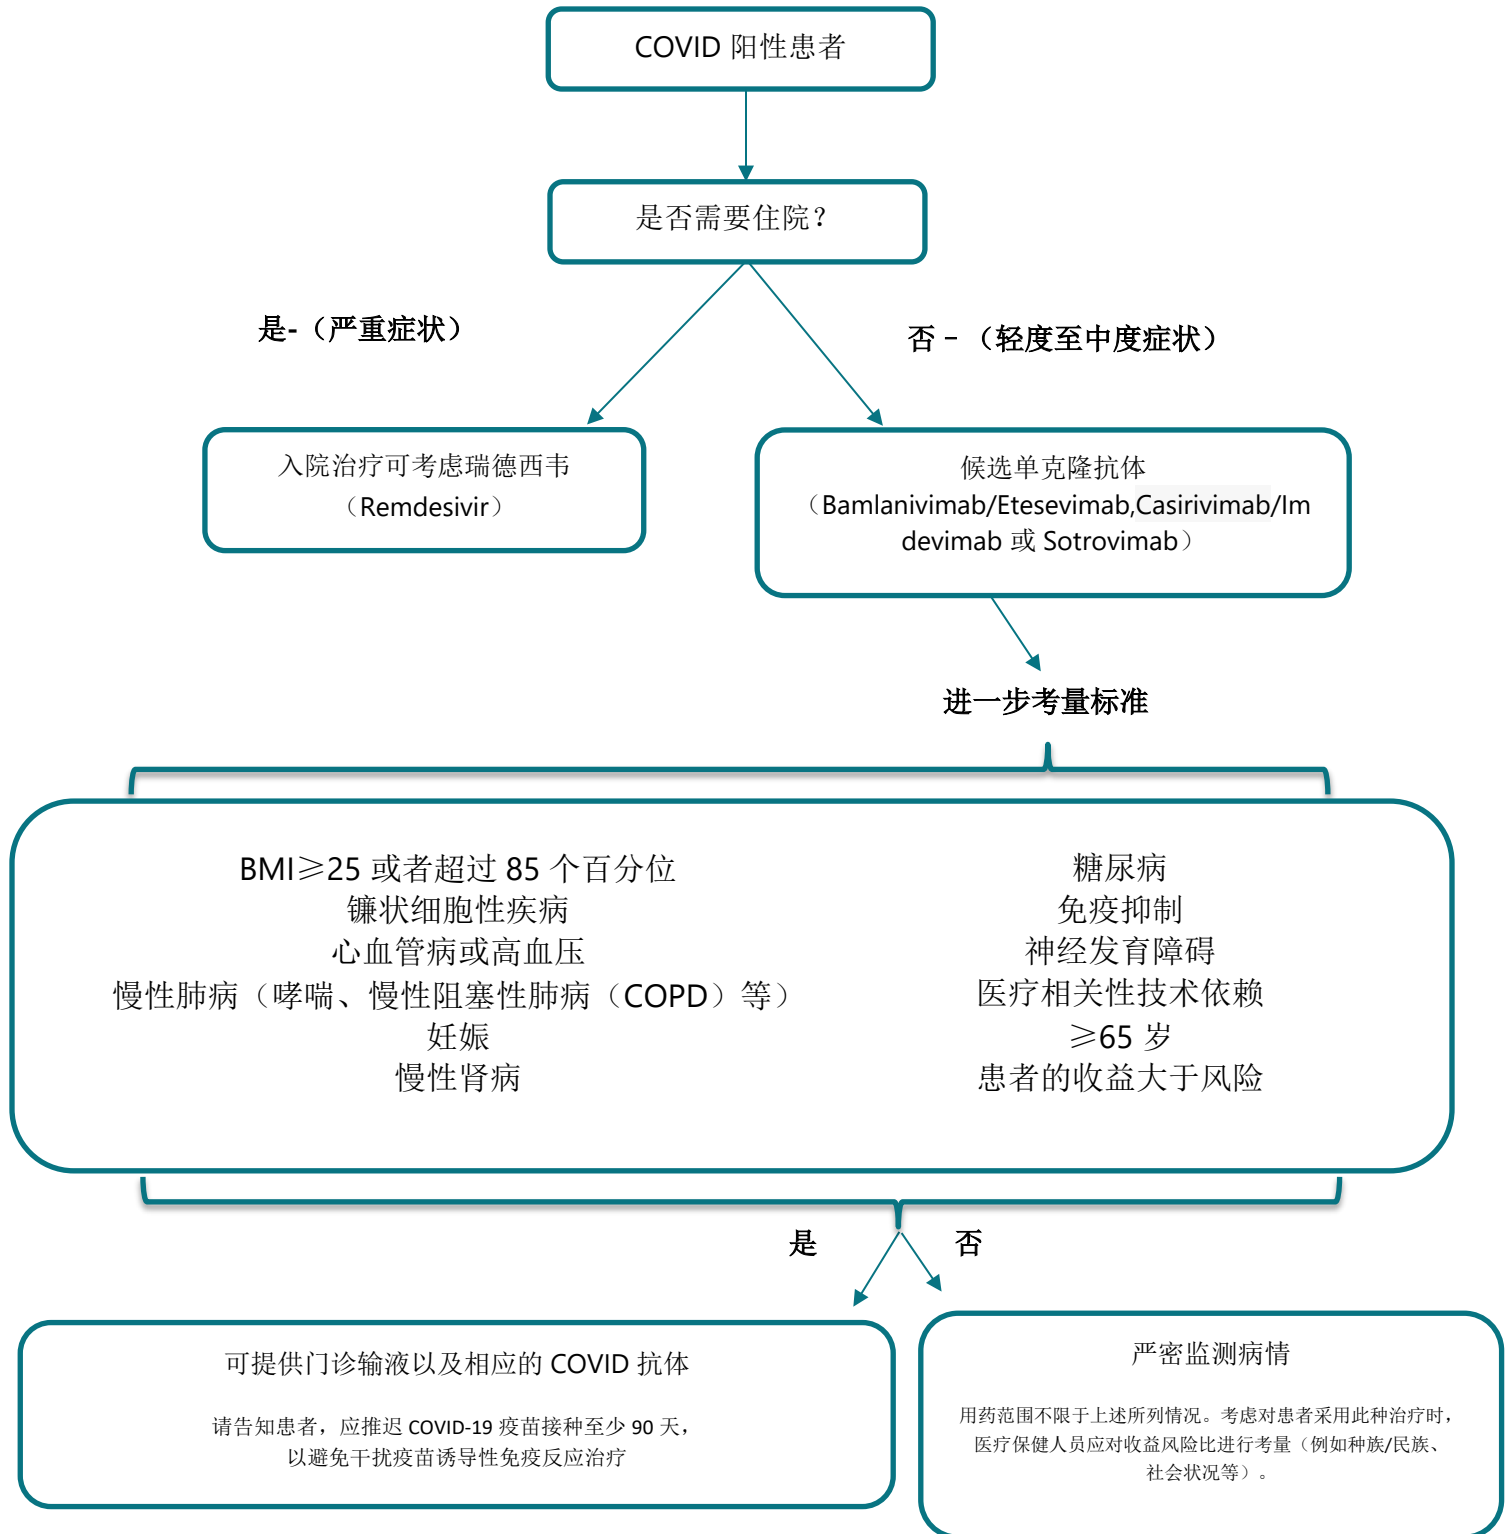 COVID 阳性患者
是否需要住院？
是-（严重症状）
否 – （轻度至中度症状）
入院治疗可考虑瑞德西韦
（Remdesivir）
候选单克隆抗体
（Bamlanivimab/Etesevimab,Casirivimab/Im
devimab 或 Sotrovimab）
进一步考量标准
BMI≥25 或者超过 85 个百分位
镰状细胞性疾病
心血管病或高血压
慢性肺病（哮喘、慢性阻塞性肺病（COPD）等）
妊娠
慢性肾病
糖尿病
免疫抑制
神经发育障碍
医疗相关性技术依赖
≥65 岁
患者的收益大于风险
是
否
可提供门诊输液以及相应的 COVID 抗体
请告知患者，应推迟 COVID-19 疫苗接种至少 90 天，
以避免干扰疫苗诱导性免疫反应治疗
严密监测病情
用药范围不限于上述所列情况。考虑对患者采用此种治疗时，
医疗保健人员应对收益风险比进行考量（例如种族/民族、
社会状况等）。